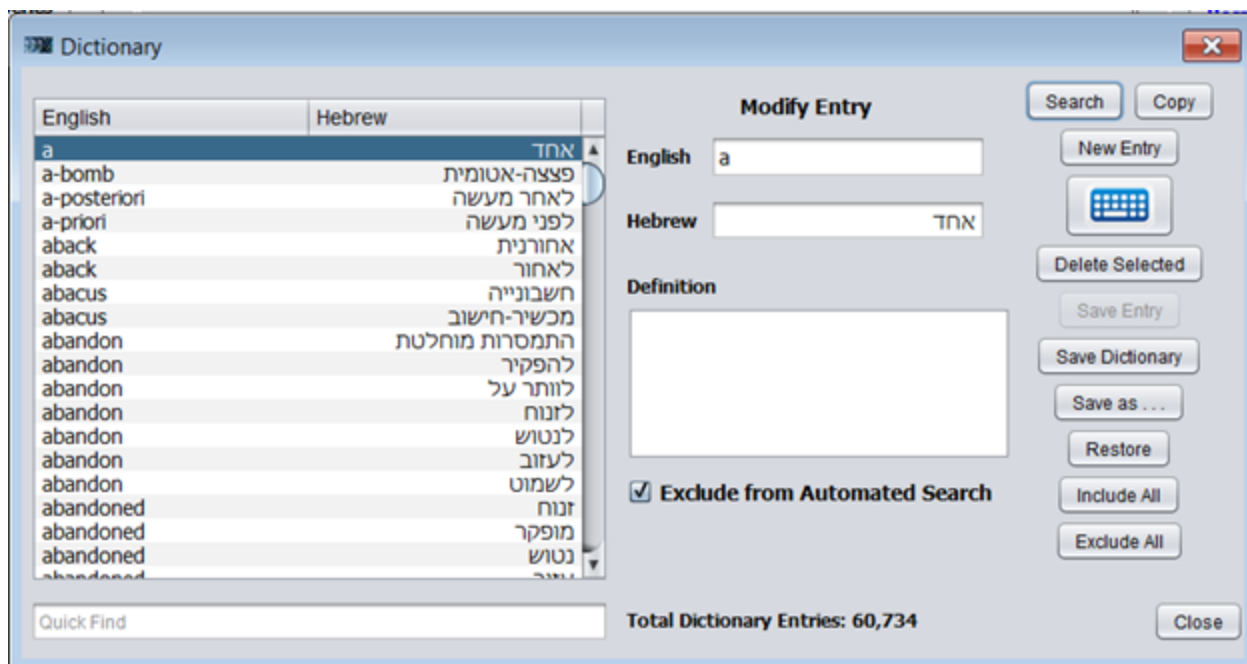 Dictionary
English Hebrew
a אחד
a-bomb פצצה-אטומית
a-posteriori לאחר מעשה
a-priori לפני מעשה
aback אחורנית
aback לאחור
abacus חשבונייה
abacus מכשיר-חישוב
abandon התמסרות מוחלטת
abandon להפקיר
abandon לוותר על
abandon לזנוח
abandon לנטוש
abandon לעזוב
abandon לשמוט
abandoned זנוח
abandoned מופקר
abandoned נטוש
abandoned
Quick Find
Modify Entry
English a
Hebrew אחד
Definition
Exclude from Automated Search
Total Dictionary Entries: 60,734
Search Copy
New Entry
Delete Selected
Save Entry
Save Dictionary
Save as . . .
Restore
Include All
Exclude All
Close